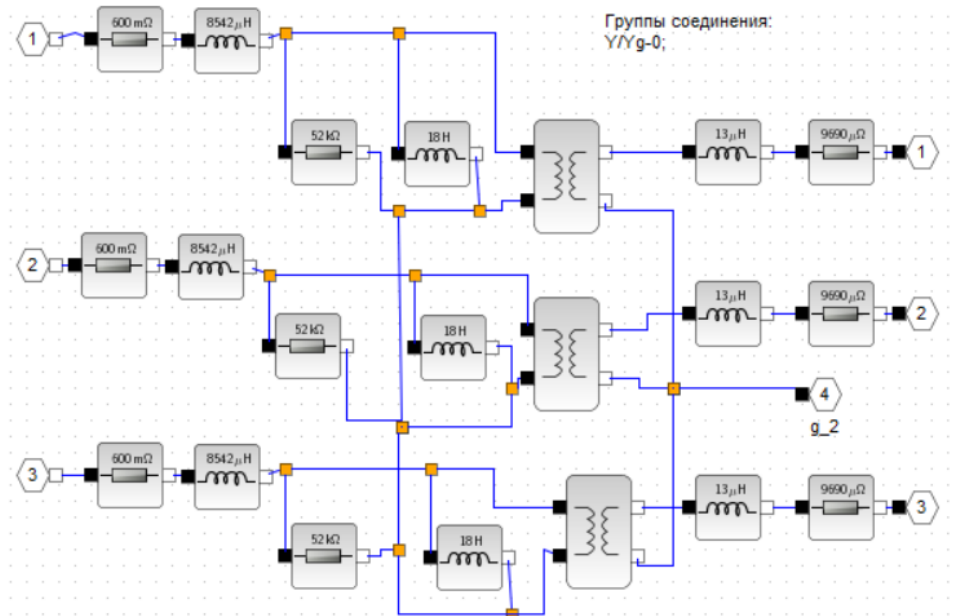 Группы соединения:
Y/Yg-0;
1
600 mΩ
8542 μH
52 kΩ
18 H
13 μH
9690 μΩ
1
2
600 mΩ
8542 μH
52 kΩ
18 H
13 μH
9690 μΩ
2
4
g_2
3
600 mΩ
8542 μH
52 kΩ
18 H
13 μH
9690 μΩ
3